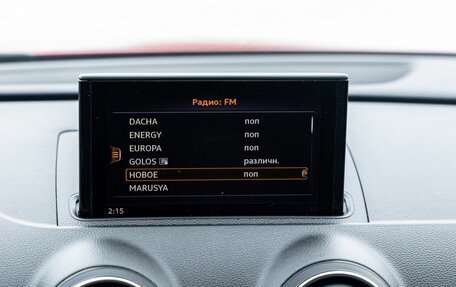 Радио: FM
DACHA поп
ENERGY поп
EUROPA поп
GOLOS различн.
НОВОЕ поп
MARUSYA
2:15